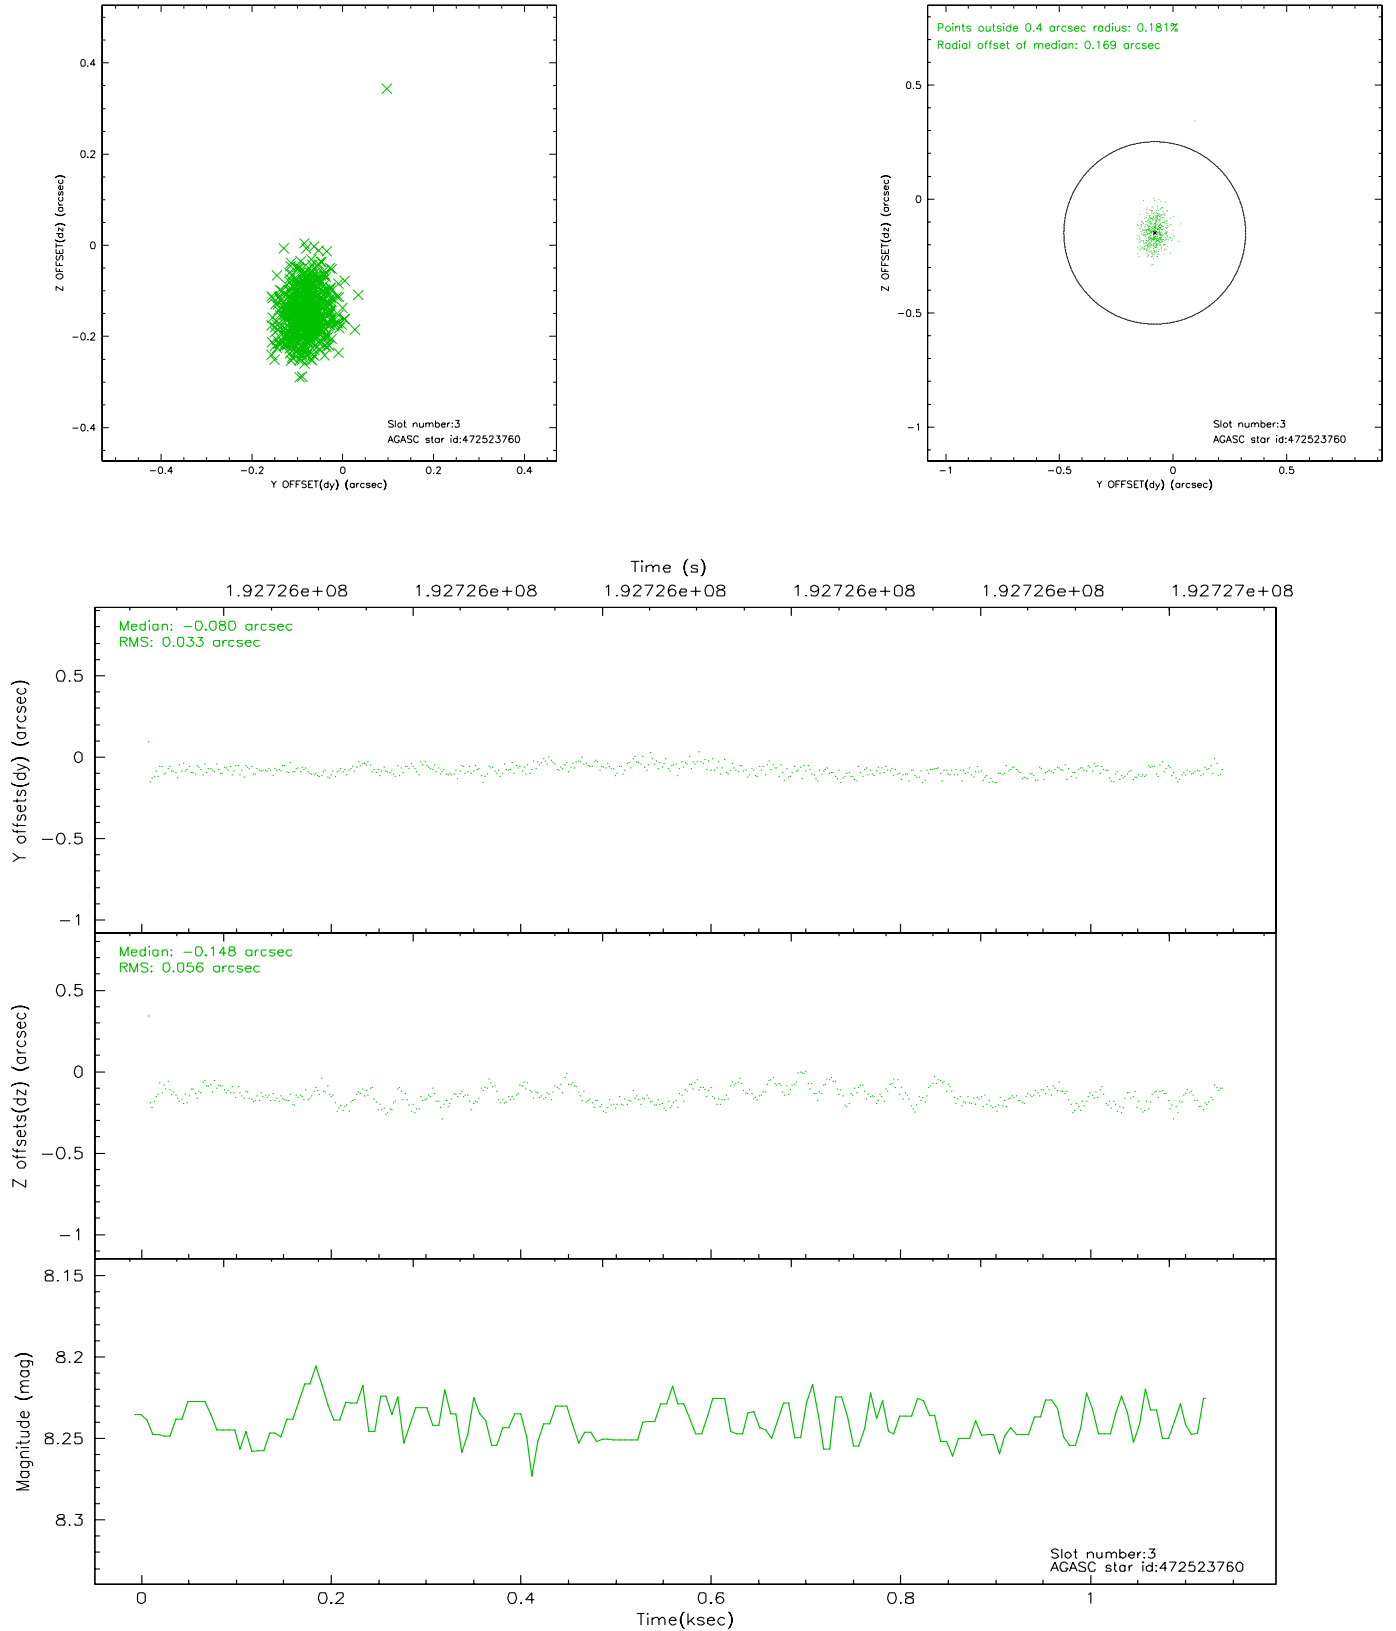 0.4
0.2
0
−0.2
−0.4
Z OFFSET(dz) (arcsec)
Slot number:3
AGASC star id:472523760
−0.4 −0.2 0 0.2 0.4
Y OFFSET(dy) (arcsec)
Points outside 0.4 arcsec radius: 0.181%
Radial offset of median: 0.169 arcsec
0.5
0
−0.5
−1
Z OFFSET(dz) (arcsec)
Slot number:3
AGASC star id:472523760
−1 −0.5 0 0.5
Y OFFSET(dy) (arcsec)
Time (s)
1.92726e+08 1.92726e+08 1.92726e+08 1.92726e+08 1.92726e+08 1.92727e+08
Median: −0.080 arcsec
RMS: 0.033 arcsec
0.5
0
−0.5
−1
Y offsets(dy) (arcsec)
Median: −0.148 arcsec
RMS: 0.056 arcsec
0.5
0
−0.5
−1
Z offsets(dz) (arcsec)
8.15
8.2
8.25
8.3
Magnitude (mag)
Slot number:3
AGASC star id:472523760
0 0.2 0.4 0.6 0.8 1
Time(ksec)